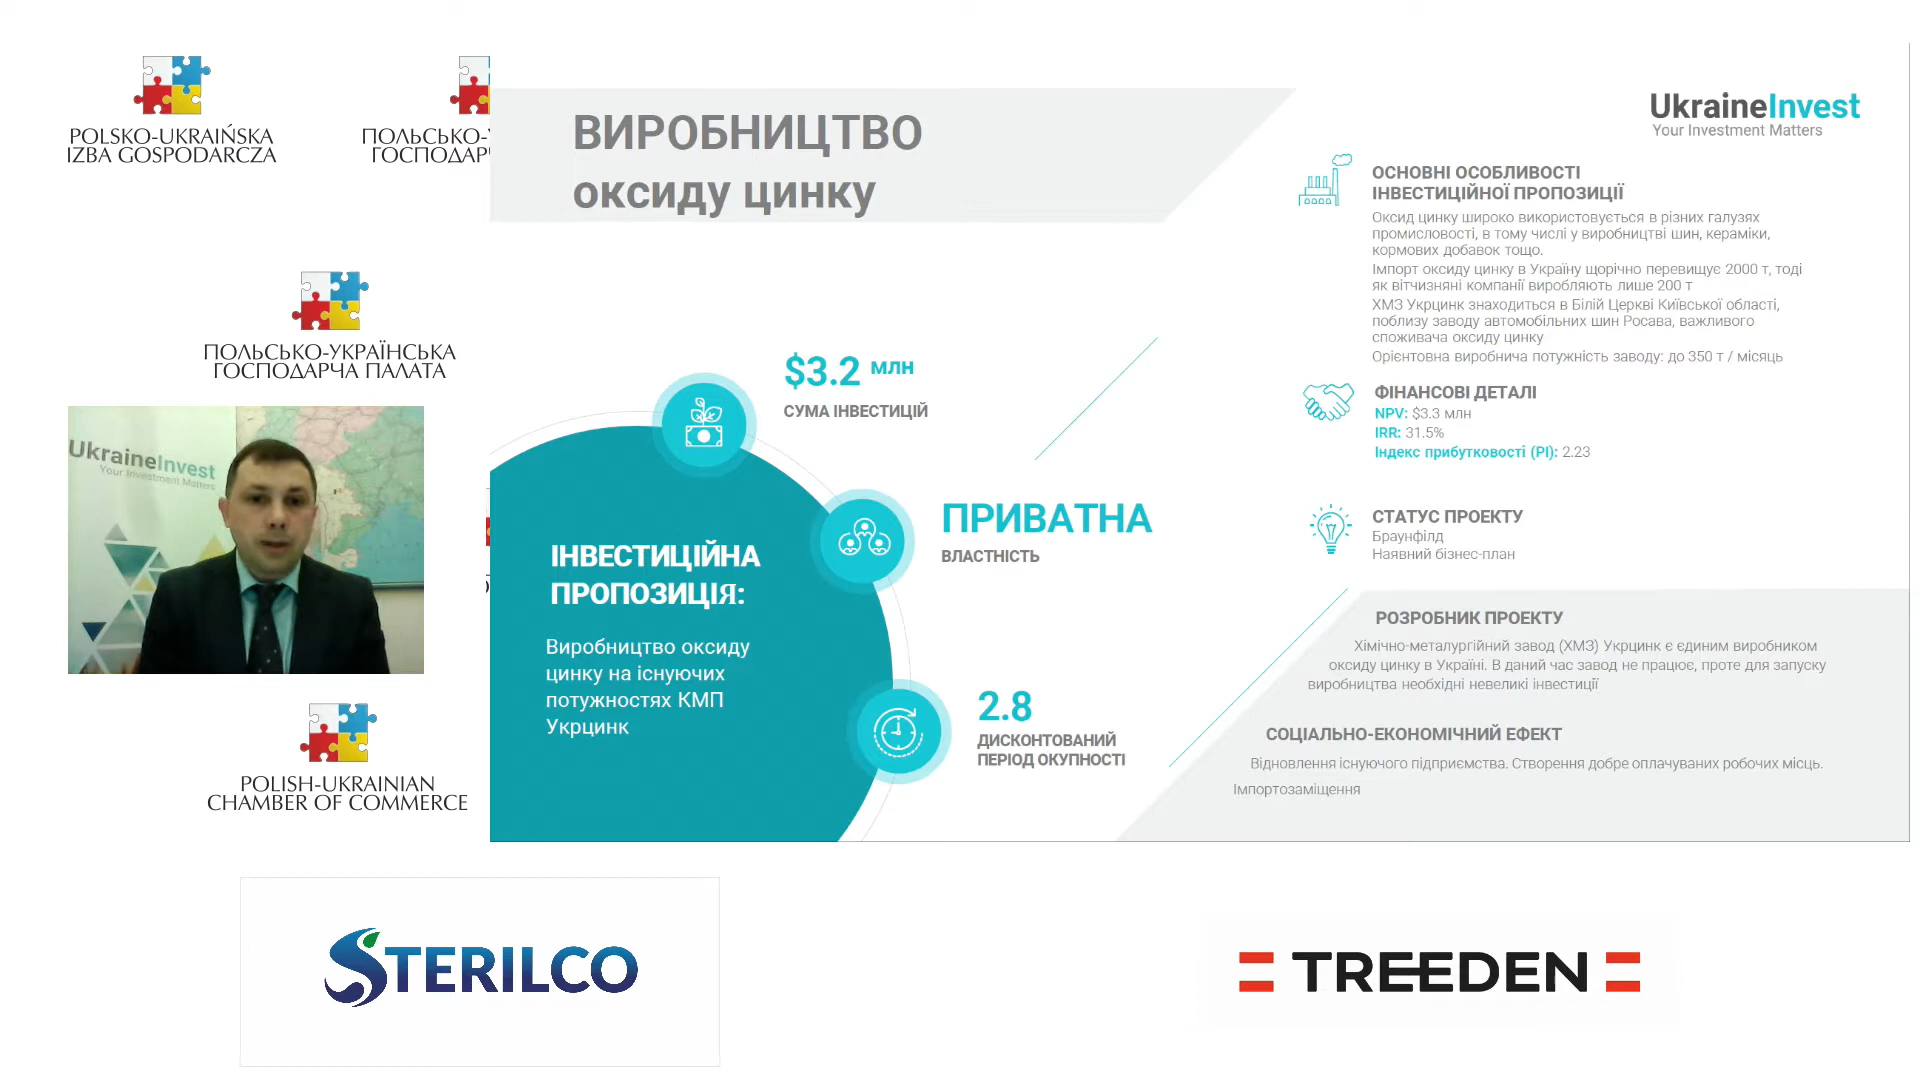 POLSKO-UKRAIŃSKA
IZBA GOSPODARCZA
ПОЛЬСЬКО-
ГОСПОДАР
ПОЛЬСЬКО-УКРАЇНСЬКА
ГОСПОДАРЧА ПАЛАТА
UkraineInvest
Your Investment Matters
POLISH-UKRAINIAN
CHAMBER OF COMMERCE
ВИРОБНИЦТВО
оксиду цинку
$3.2 млн
СУМА ІНВЕСТИЦІЙ
ПРИВАТНА
ВЛАСТНІСТЬ
ІНВЕСТИЦІЙНА
ПРОПОЗИЦІЯ:
Виробництво оксиду
цинку на існуючих
потужностях КМП
Укрцинк
2.8
ДИСКОНТОВАНИЙ
ПЕРІОД ОКУПНОСТІ
UkraineInvest
Your Investment Matters
ОСНОВНІ ОСОБЛИВОСТІ
ІНВЕСТИЦІЙНОЇ ПРОПОЗИЦІЇ
Оксид цинку широко використовується в різних галузях
промисловості, в тому числі у виробництві шин, кераміки,
кормових добавок тощо.
Імпорт оксиду цинку в Україну щорічно перевищує 2000 т, тоді
як вітчизняні компанії виробляють лише 200 т
ХМЗ Укрцинк знаходиться в Білій Церкві Київської області,
поблизу заводу автомобільних шин Росава, важливого
споживача оксиду цинку
Орієнтовна виробнича потужність заводу: до 350 т / місяць
ФІНАНСОВІ ДЕТАЛІ
NPV: $3.3 млн
IRR: 31.5%
Індекс прибутковості (PI): 2.23
СТАТУС ПРОЕКТУ
Браунфілд
Наявний бізнес-план
РОЗРОБНИК ПРОЕКТУ
Хімічно-металургійний завод (ХМЗ) Укрцинк є єдиним виробником
оксиду цинку в Україні. В даний час завод не працює, проте для запуску
виробництва необхідні невеликі інвестиції
СОЦІАЛЬНО-ЕКОНОМІЧНИЙ ЕФЕКТ
Відновлення існуючого підприємства. Створення добре оплачуваних робочих місць.
Імпортозаміщення
STERILCO
TREEDEN